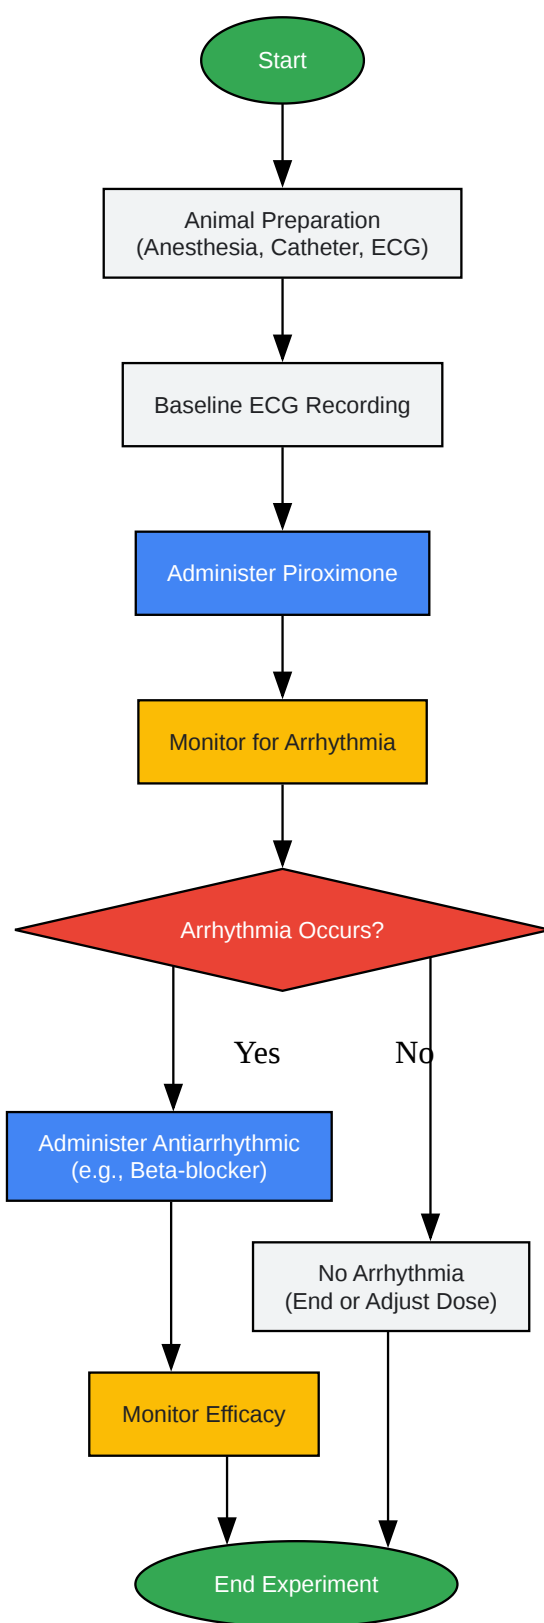 Start
Animal Preparation
(Anesthesia, Catheter, ECG)
Baseline ECG Recording
Administer Piroximone
Monitor for Arrhythmia
Arrhythmia Occurs?
Yes
No
Administer Antiarrhythmic
(e.g., Beta-blocker)
No Arrhythmia
(End or Adjust Dose)
Monitor Efficacy
End Experiment